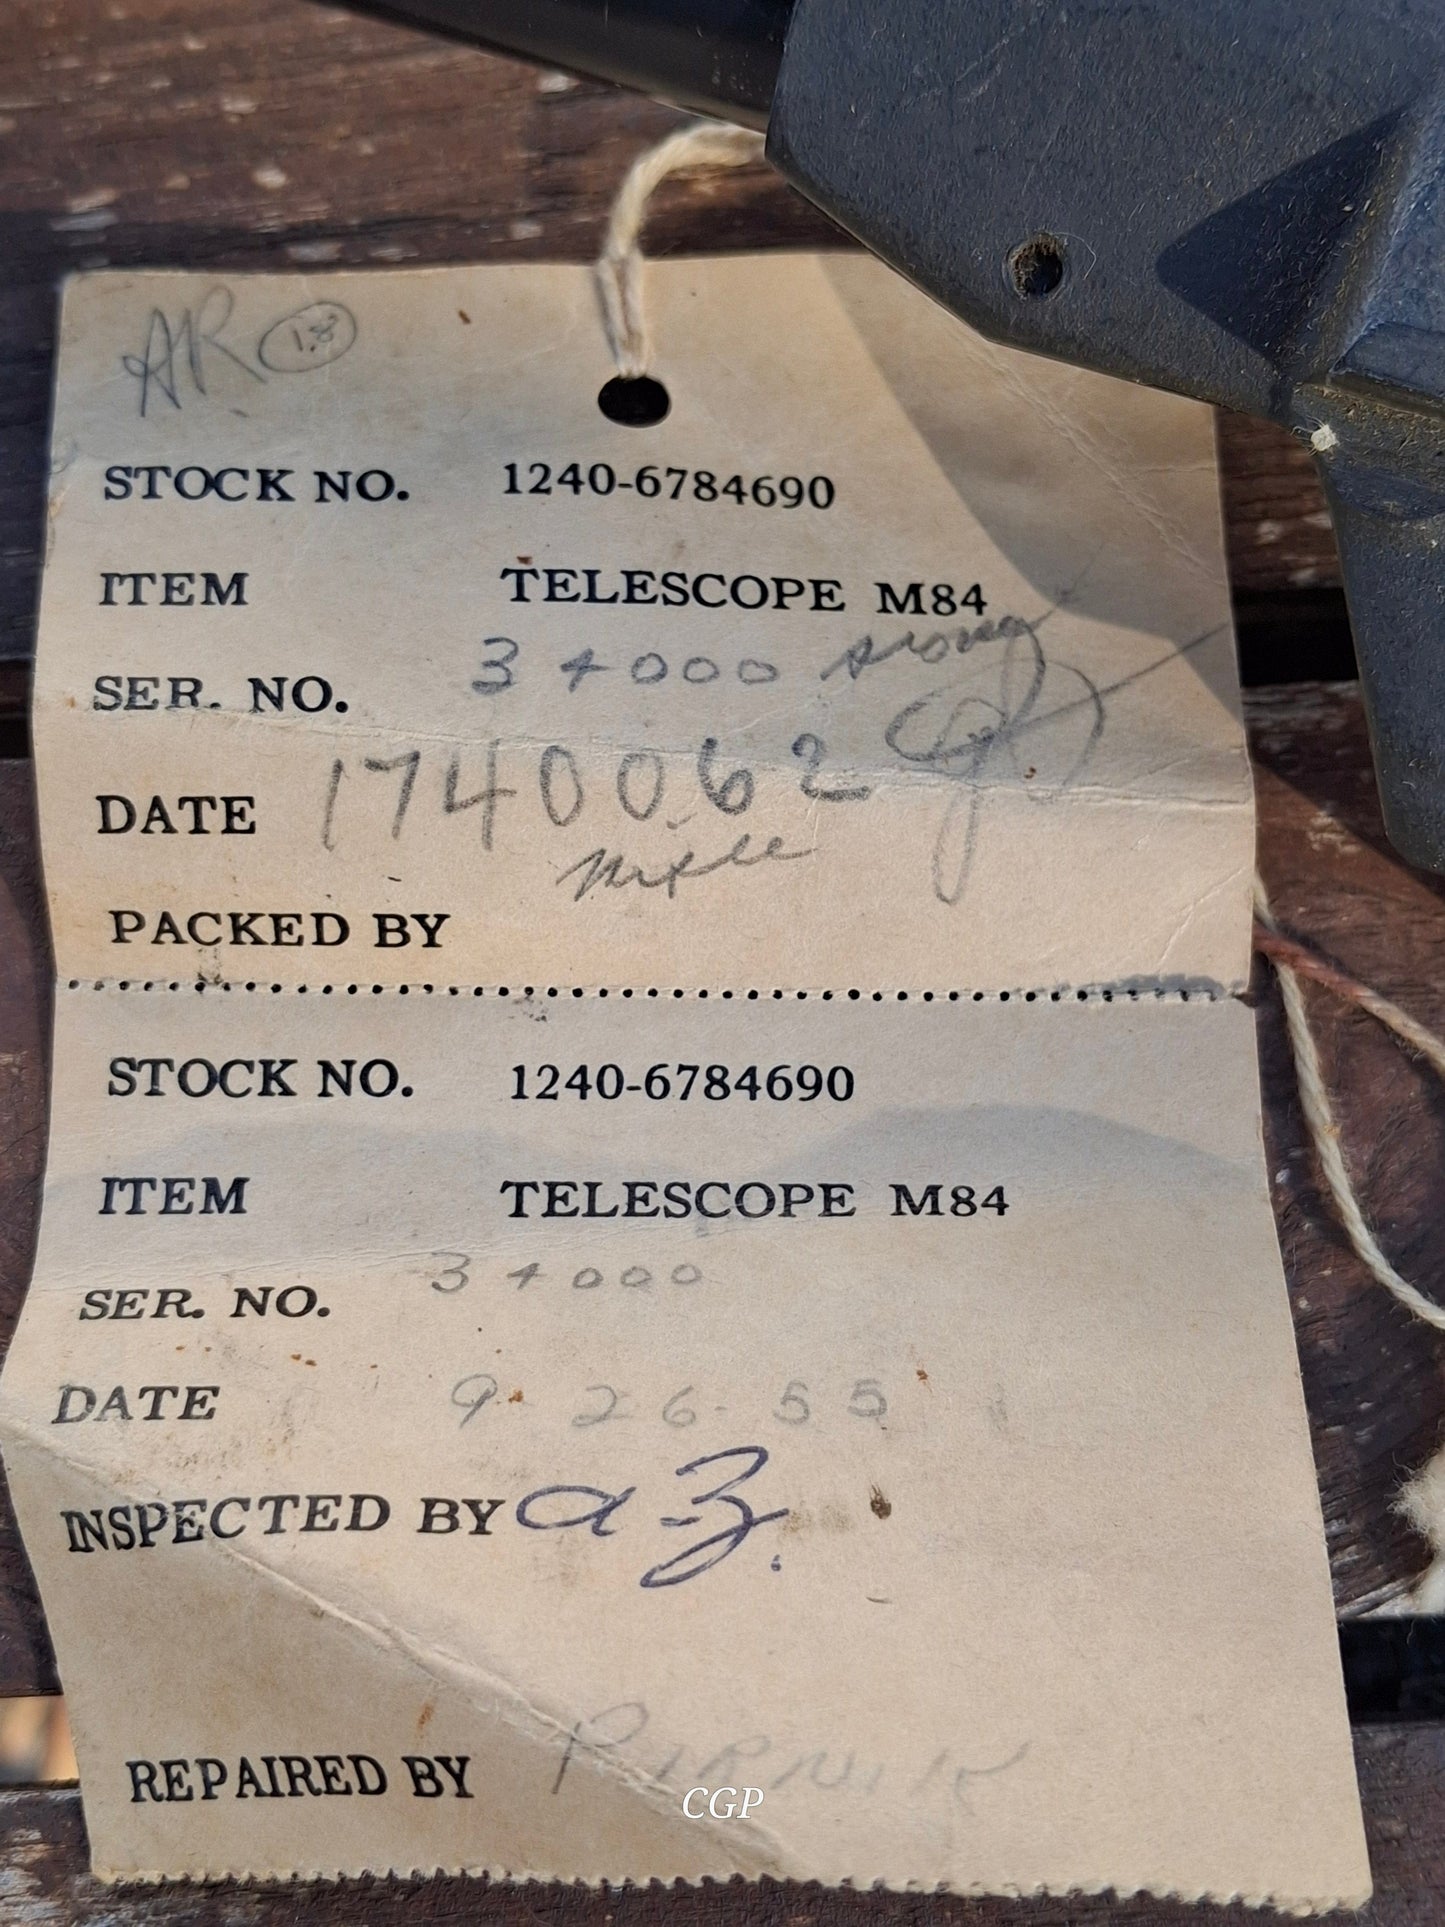 AR 1.8
STOCK NO. 1240-6784690
ITEM TELESCOPE M84
SER. NO. 34000
DATE 1740062
PACKED BY
STOCK NO. 1240-6784690
ITEM TELESCOPE M84
SER. NO. 34000
DATE 9-26-55
INSPECTED BY a-Z.
REPAIRED BY
CGP